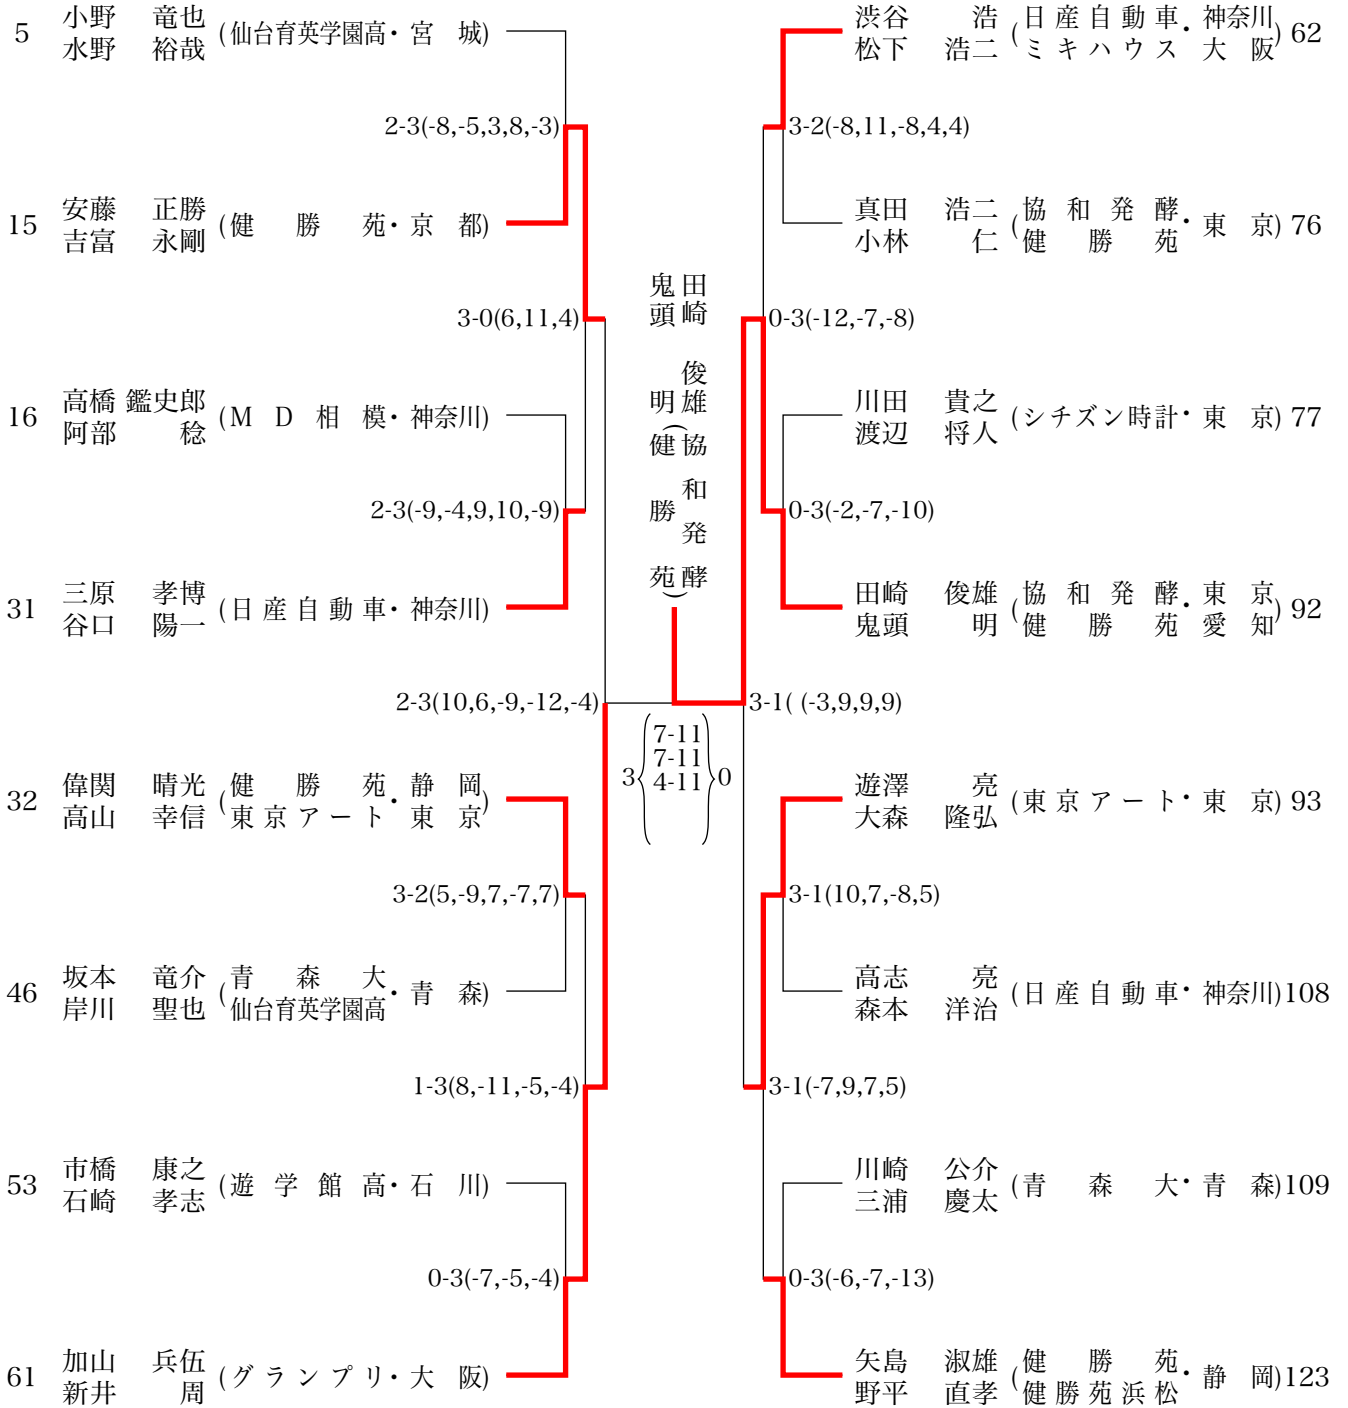 5 小野 竜也 水野 裕哉 (仙台育英学園高・宮 城)
2-3(-8,-5,3,8,-3)
15 安藤 正勝 吉富 永剛 (健 勝 苑・京 都)
3-0(6,11,4)
16 高橋 鑑史郎 阿部 稔 (M D 相 模・神奈川)
2-3(-9,-4,9,10,-9)
31 三原 孝博 谷口 陽一 (日産自動車・神奈川)
2-3(10,6,-9,-12,-4)
32 偉関 晴光 高山 幸信 (健 勝 苑 東京アート・静 岡 東 京)
3-2(5,-9,7,-7,7)
46 坂本 竜介 岸川 聖也 (青 森 大 仙台育英学園高・青 森)
1-3(8,-11,-5,-4)
53 市橋 康之 石崎 孝志 (遊 学 館 高・石 川)
0-3(-7,-5,-4)
61 加山 兵伍 新井 周 (グランプリ・大 阪)
田崎 俊雄(協和発酵)
鬼頭 明(健勝苑)
3{7-11
7-11
4-11}0
渋谷 浩 松下 浩二 (日産自動車 ミキハウス・神奈川 大 阪) 62
3-2(-8,11,-8,4,4)
真田 浩二 小林 仁 (協和発酵 健 勝 苑・東 京) 76
0-3(-12,-7,-8)
川田 貴之 渡辺 将人 (シチズン時計・東 京) 77
0-3(-2,-7,-10)
田崎 俊雄 鬼頭 明 (協和発酵 健 勝 苑・東 京 愛 知) 92
3-1( (-3,9,9,9)
遊澤 亮 大森 隆弘 (東京アート・東 京) 93
3-1(10,7,-8,5)
高志 亮 森本 洋治 (日産自動車・神奈川) 108
3-1(-7,9,7,5)
川崎 公介 三浦 慶太 (青 森 大・青 森) 109
0-3(-6,-7,-13)
矢島 淑雄 野平 直孝 (健 勝 苑 健勝苑浜松・静 岡) 123